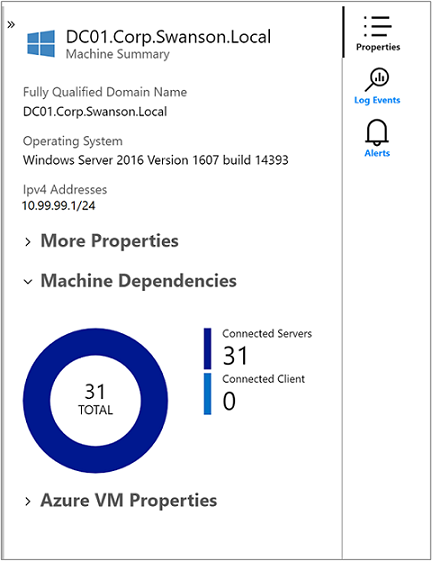 »
DC01.Corp.Swanson.Local
Machine Summary
Fully Qualified Domain Name
DC01.Corp.Swanson.Local
Operating System
Windows Server 2016 Version 1607 build 14393
Ipv4 Addresses
10.99.99.1/24
More Properties
Machine Dependencies
31
TOTAL
Connected Servers
31
Connected Client
0
Azure VM Properties
Properties
Log Events
Alerts